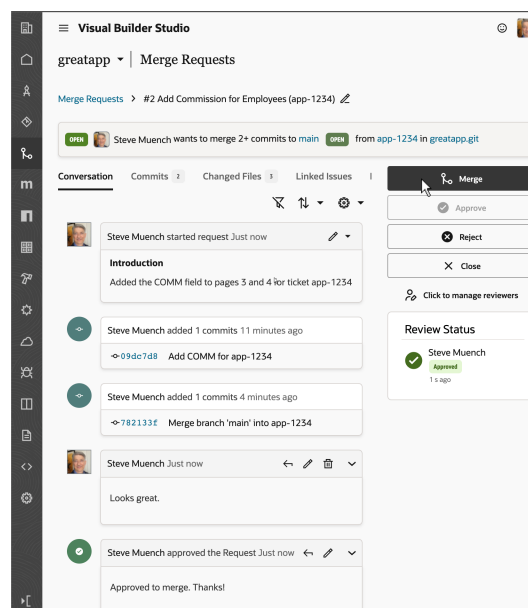 Visual Builder Studio
greatapp
Merge Requests
Merge Requests > #2 Add Commission for Employees (app-1234)
OPEN Steve Muench wants to merge 2+ commits to main OPEN from app-1234 in greatapp.git
Conversation Commits 2 Changed Files 3 Linked Issues
Merge
Approve
Reject
Close
Click to manage reviewers
Review Status
Steve Muench
Approved
1 s ago
Steve Muench started request Just now
Introduction
Added the COMM field to pages 3 and 4 for ticket app-1234
Steve Muench added 1 commits 11 minutes ago
09dc7d8 Add COMM for app-1234
Steve Muench added 1 commits 4 minutes ago
782133f Merge branch 'main' into app-1234
Steve Muench Just now
Looks great.
Steve Muench approved the Request Just now
Approved to merge. Thanks!